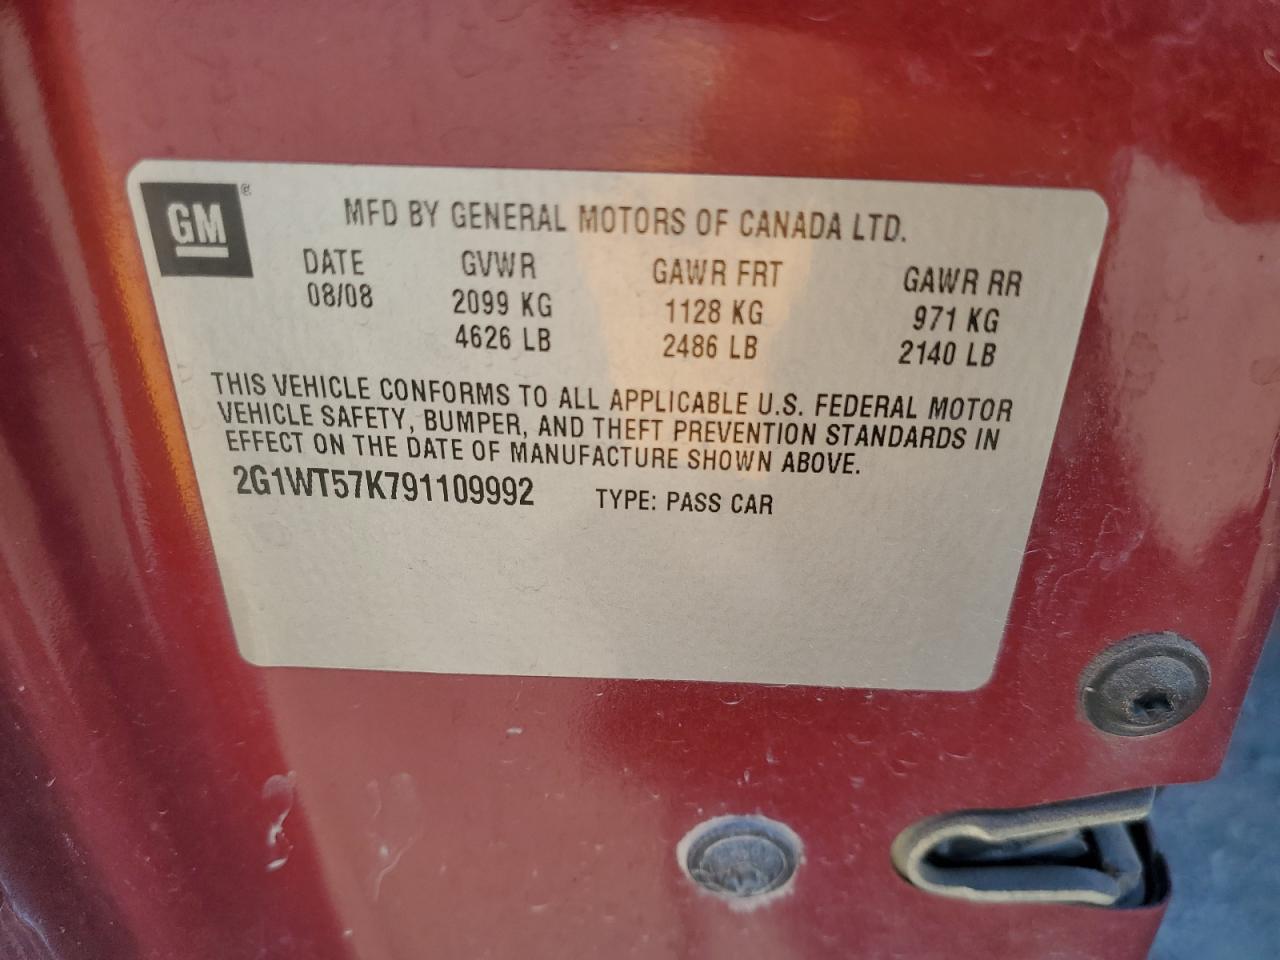 GM ®
MFD BY GENERAL MOTORS OF CANADA LTD.
DATE GVWR GAWR FRT GAWR RR
08/08 2099 KG 1128 KG 971 KG
4626 LB 2486 LB 2140 LB
THIS VEHICLE CONFORMS TO ALL APPLICABLE U.S. FEDERAL MOTOR
VEHICLE SAFETY, BUMPER, AND THEFT PREVENTION STANDARDS IN
EFFECT ON THE DATE OF MANUFACTURE SHOWN ABOVE.
2G1WT57K791109992 TYPE: PASS CAR